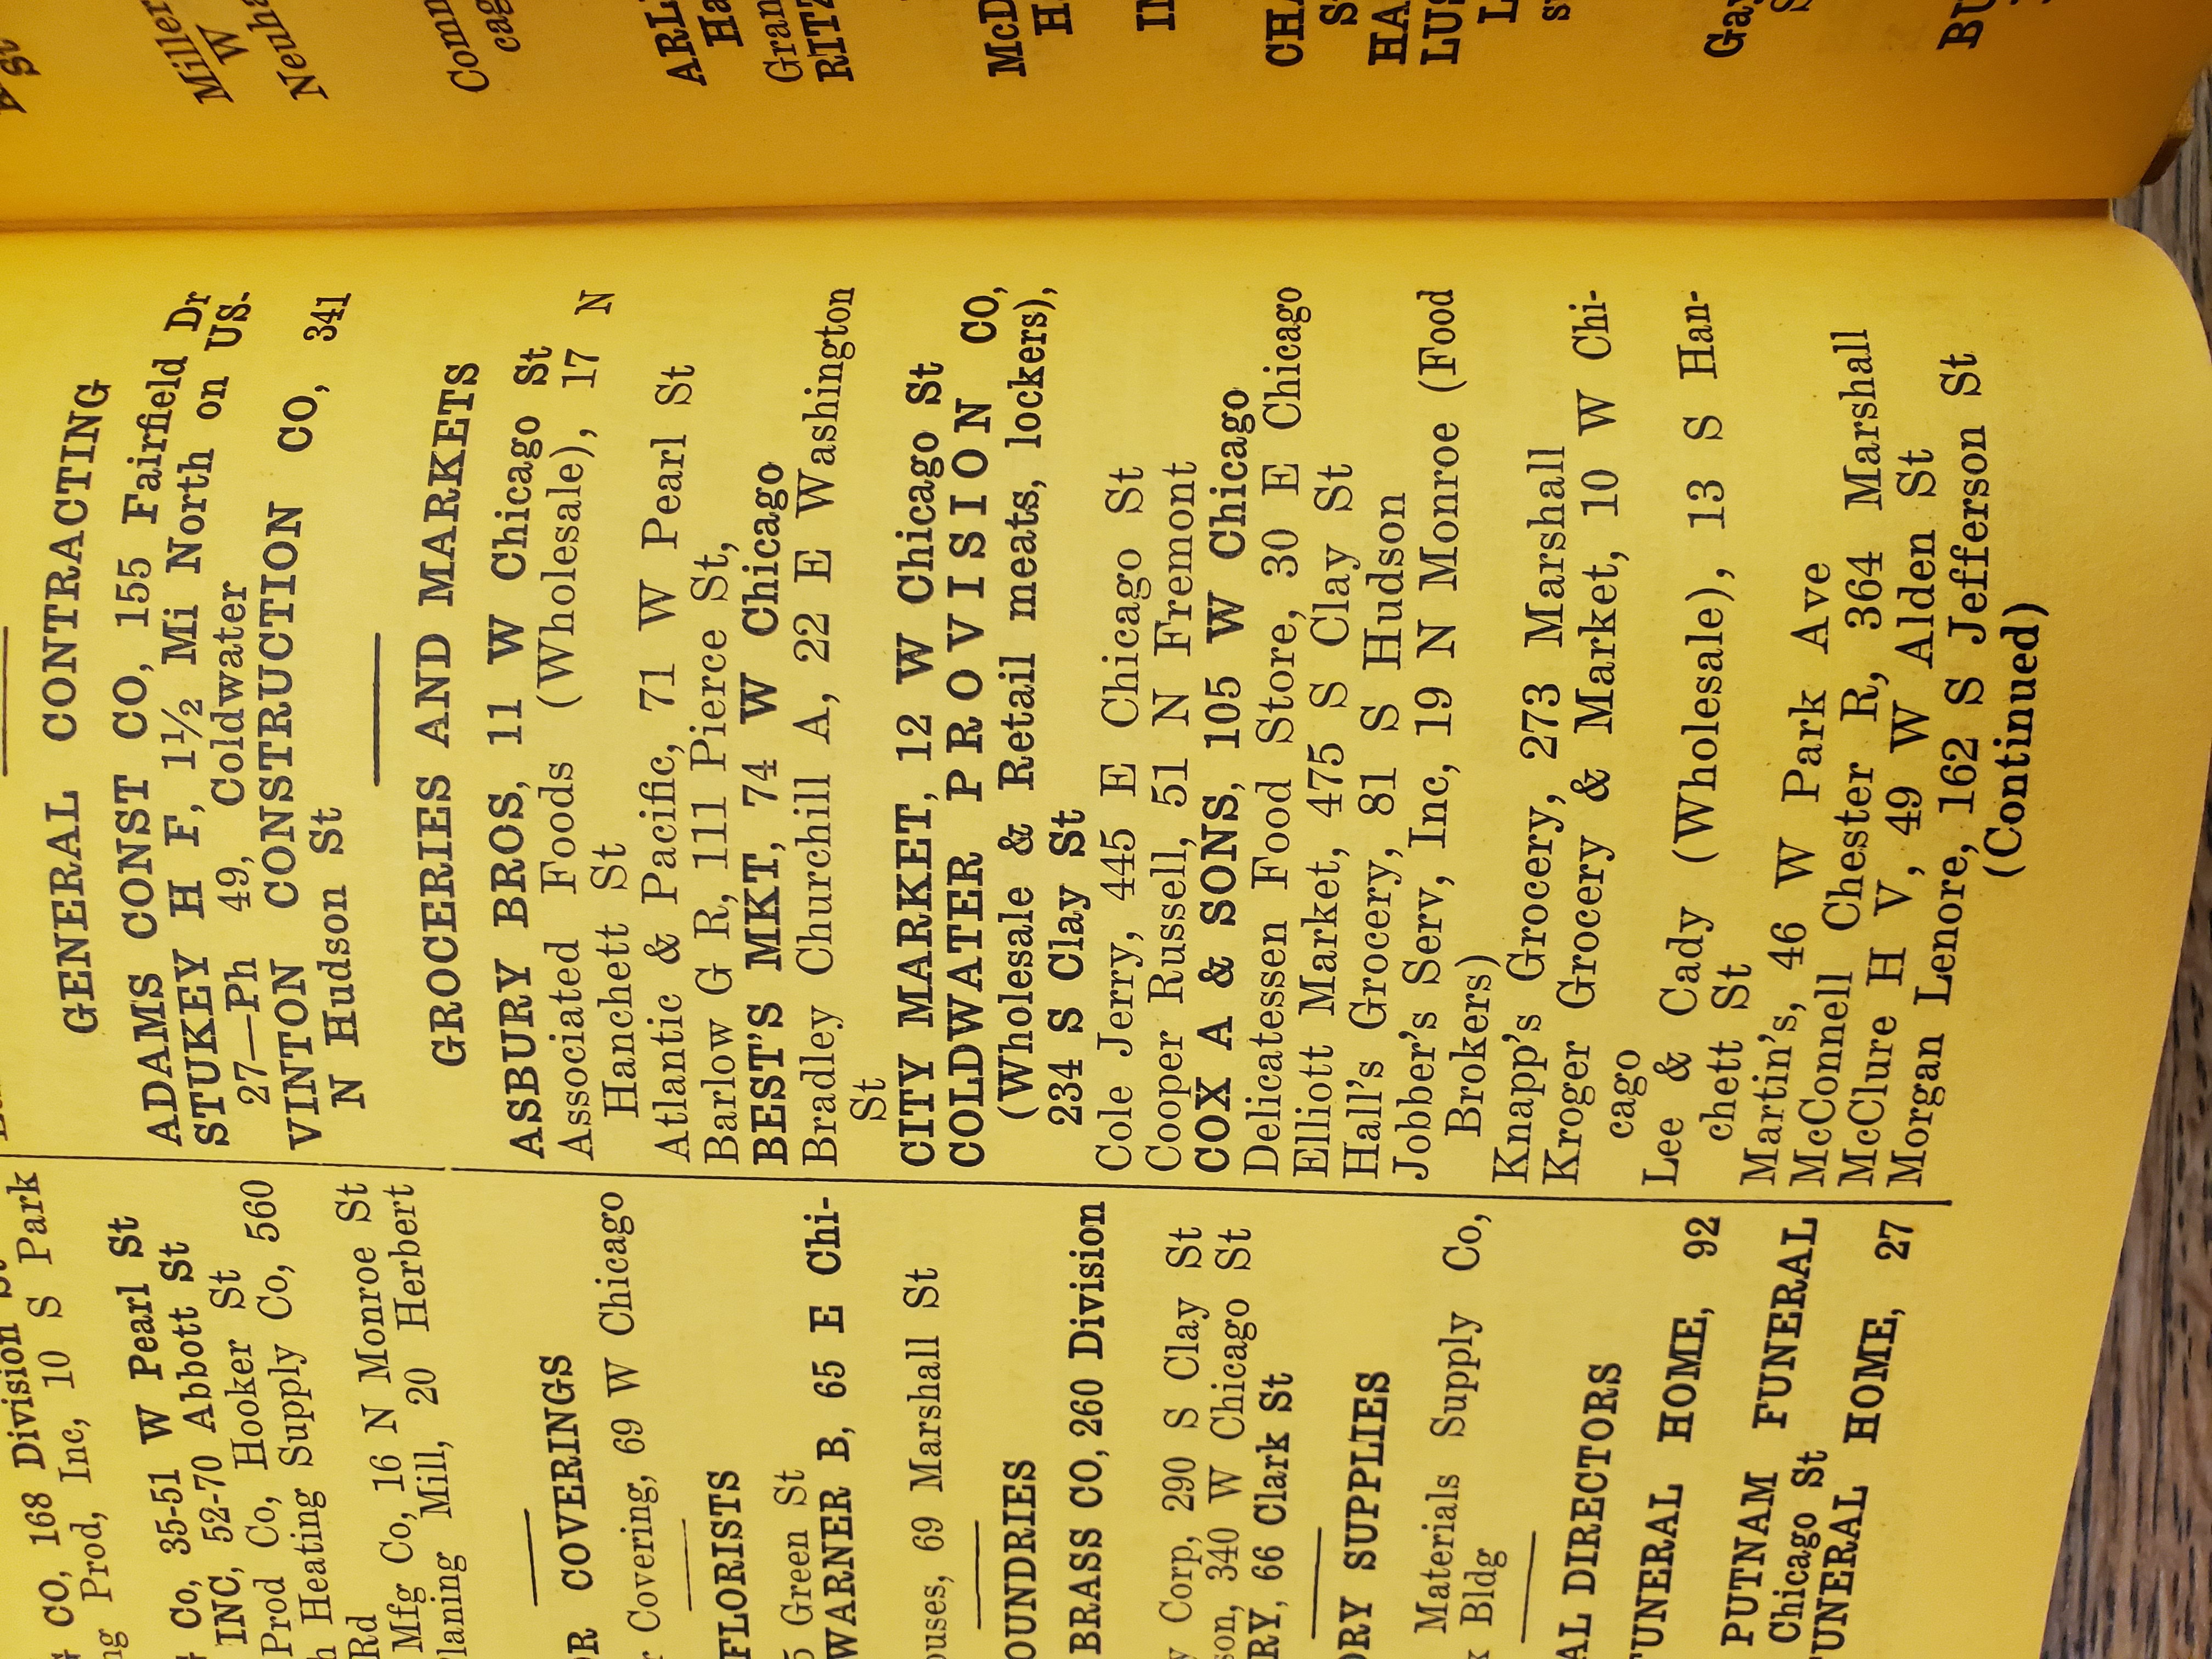 CO, 168 Division St
Prod, Inc, 10 S Park
Co, 35-51 W Pearl St
INC, 52-70 Abbott St
Prod Co, Hooker St
Heating Supply Co, 560
Rd
Mfg Co, 16 N Monroe St
Mill, 20 Herbert
COVERINGS
Covering, 69 W Chicago
FLORISTS
Green St
WARNER B, 65 E Chi-
69 Marshall St
BRASS CO, 260 Division
Corp, 290 S Clay St
340 W Chicago St
66 Clark St
SUPPLIES
Materials Supply Co,
Bldg
DIRECTORS
FUNERAL HOME, 92
PUTNAM FUNERAL
Chicago St
FUNERAL HOME, 27
GENERAL CONTRACTING
ADAMS CONST CO, 155 Fairfield Dr
STUKEY H F, 1½ Mi North on US-
27—Ph 49, Coldwater
VINTON CONSTRUCTION CO, 341
N Hudson St
GROCERIES AND MARKETS
ASBURY BROS, 11 W Chicago St
Associated Foods (Wholesale), 17 N
Hanchett St
Atlantic & Pacific, 71 W Pearl St
Barlow G R, 111 Pierce St,
BEST'S MKT, 74 W Chicago
Bradley Churchill A, 22 E Washington
St
CITY MARKET, 12 W Chicago St
COLDWATER PROVISION CO,
(Wholesale & Retail meats, lockers),
234 S Clay St
Cole Jerry, 445 E Chicago St
Cooper Russell, 51 N Fremont
COX A & SONS, 105 W Chicago
Delicatessen Food Store, 30 E Chicago
Elliott Market, 475 S Clay St
Hall's Grocery, 81 S Hudson
Jobber's Serv, Inc, 19 N Monroe (Food
Brokers)
Knapp's Grocery, 273 Marshall
Kroger Grocery & Market, 10 W Chi-
cago
Lee & Cady (Wholesale), 13 S Han-
chett St
Martin's, 46 W Park Ave
McConnell Chester R, 364 Marshall
McClure H V, 49 W Alden St
Morgan Lenore, 162 S Jefferson St
(Continued)
St
Miller
W